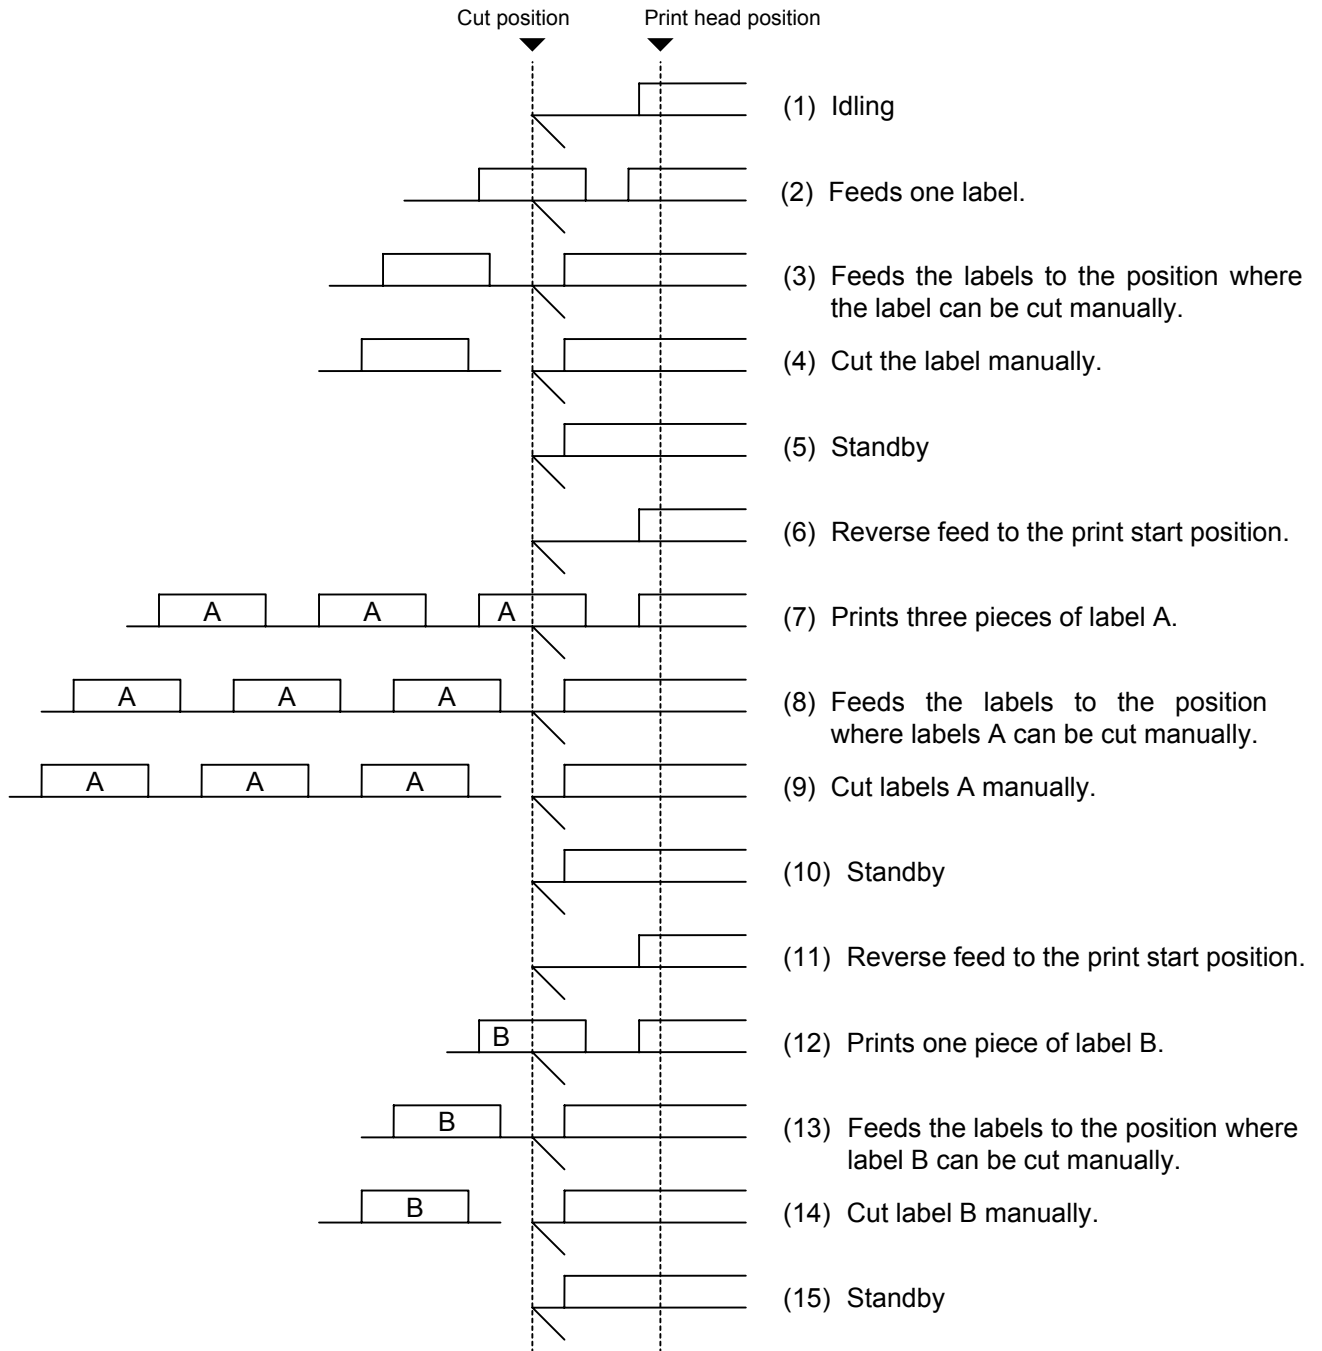 Cut position Print head position
(1) Idling
(2) Feeds one label.
(3) Feeds the labels to the position where
the label can be cut manually.
(4) Cut the label manually.
(5) Standby
(6) Reverse feed to the print start position.
A A A (7) Prints three pieces of label A.
A A A (8) Feeds the labels to the position
where labels A can be cut manually.
A A A (9) Cut labels A manually.
(10) Standby
(11) Reverse feed to the print start position.
B (12) Prints one piece of label B.
B (13) Feeds the labels to the position where
label B can be cut manually.
B (14) Cut label B manually.
(15) Standby